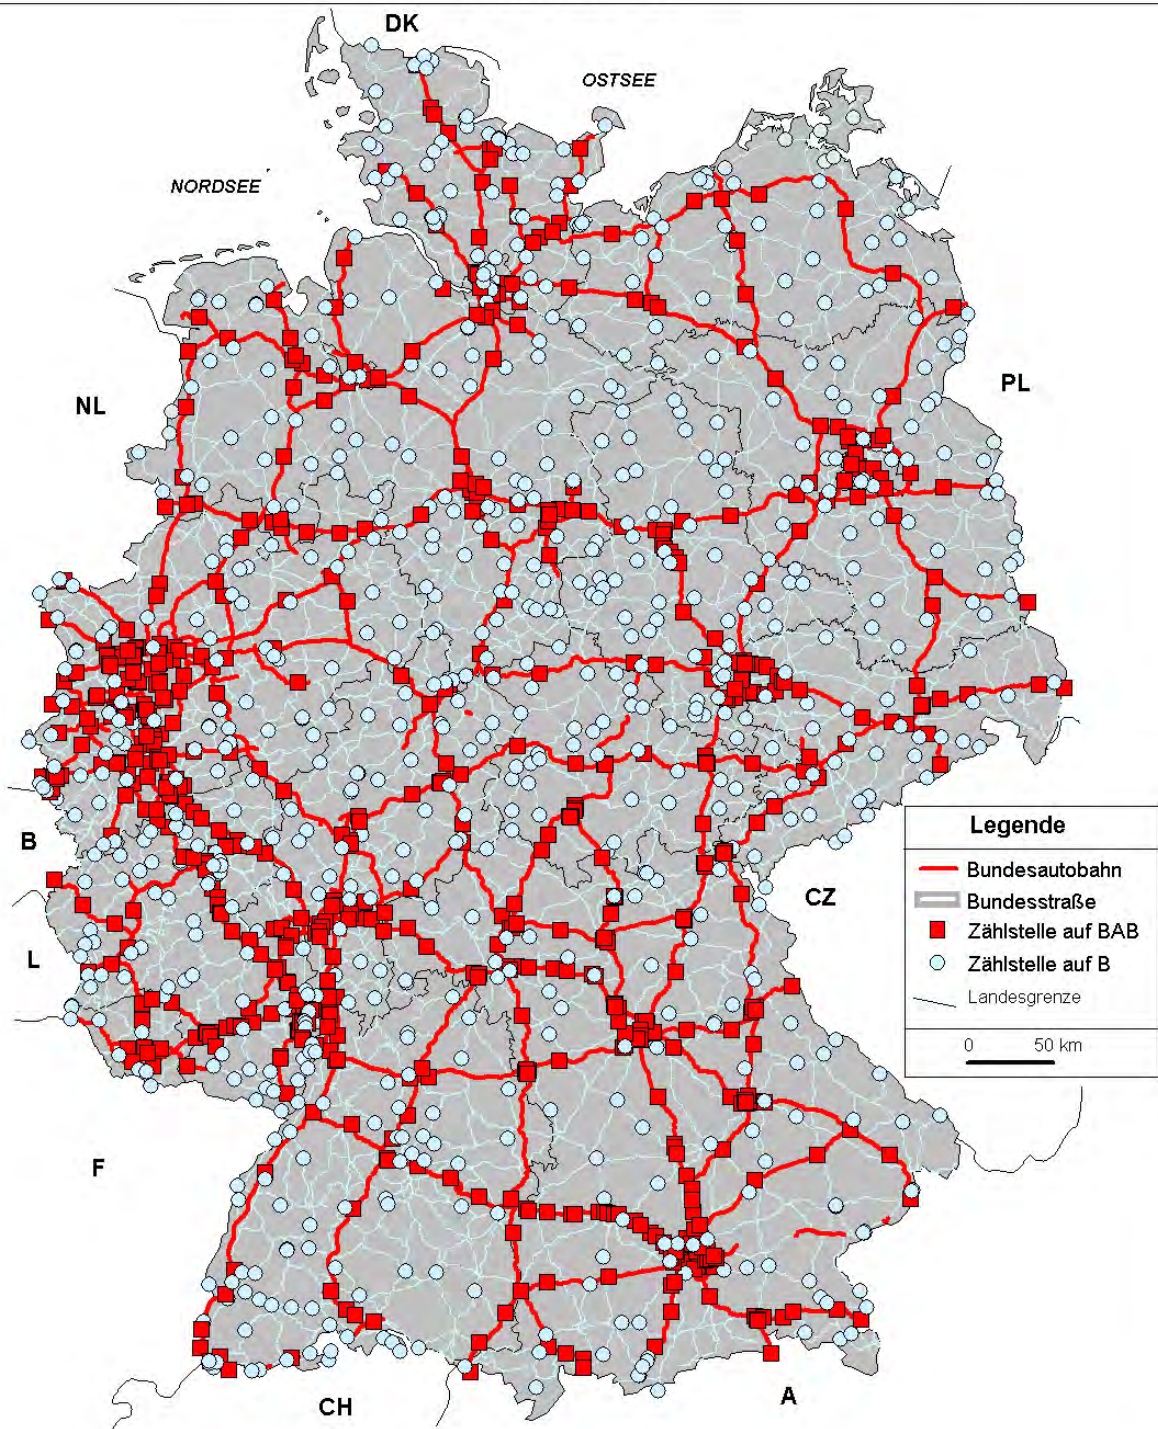 DK
OSTSEE
NORDSEE
NL
PL
B
L
CZ
F
CH
A
Legende
Bundesautobahn
Bundesstraße
Zählstelle auf BAB
Zählstelle auf B
Landesgrenze
0 50 km